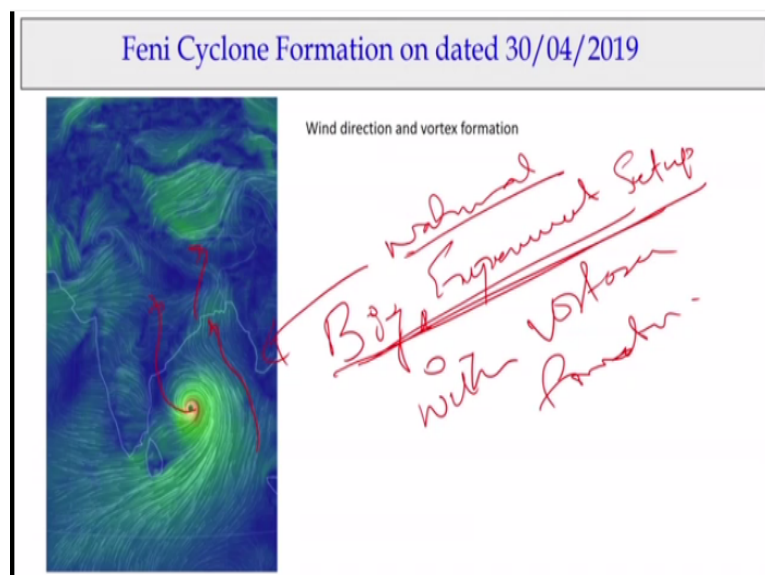 Feni Cyclone Formation on dated 30/04/2019
Wind direction and vortex formation
natural
Big Experiment Setup
with vortex
formation.